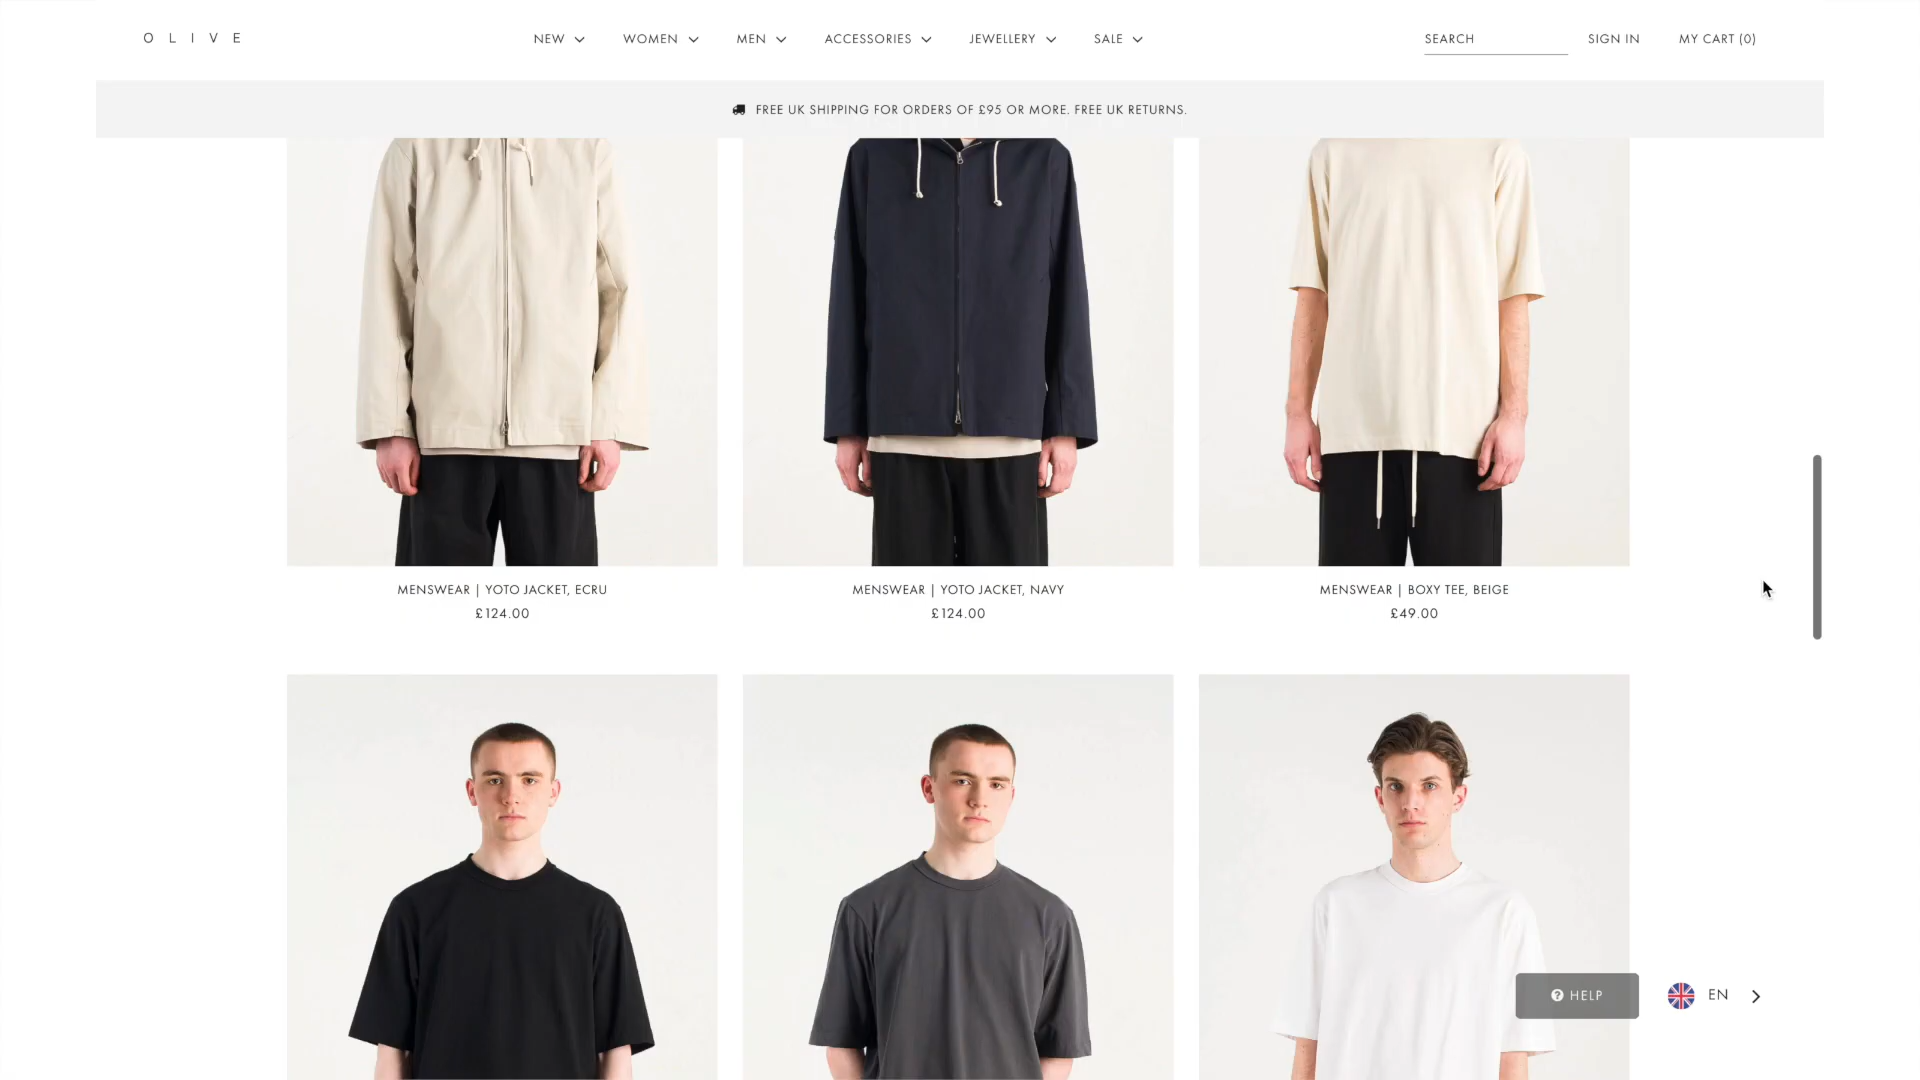 O L I V E
NEW
WOMEN
MEN
ACCESSORIES
JEWELLERY
SALE
SEARCH
SIGN IN
MY CART (0)
FREE UK SHIPPING FOR ORDERS OF £95 OR MORE. FREE UK RETURNS.
MENSWEAR | YOTO JACKET, ECRU
£124.00
MENSWEAR | YOTO JACKET, NAVY
£124.00
MENSWEAR | BOXY TEE, BEIGE
£49.00
? HELP
EN